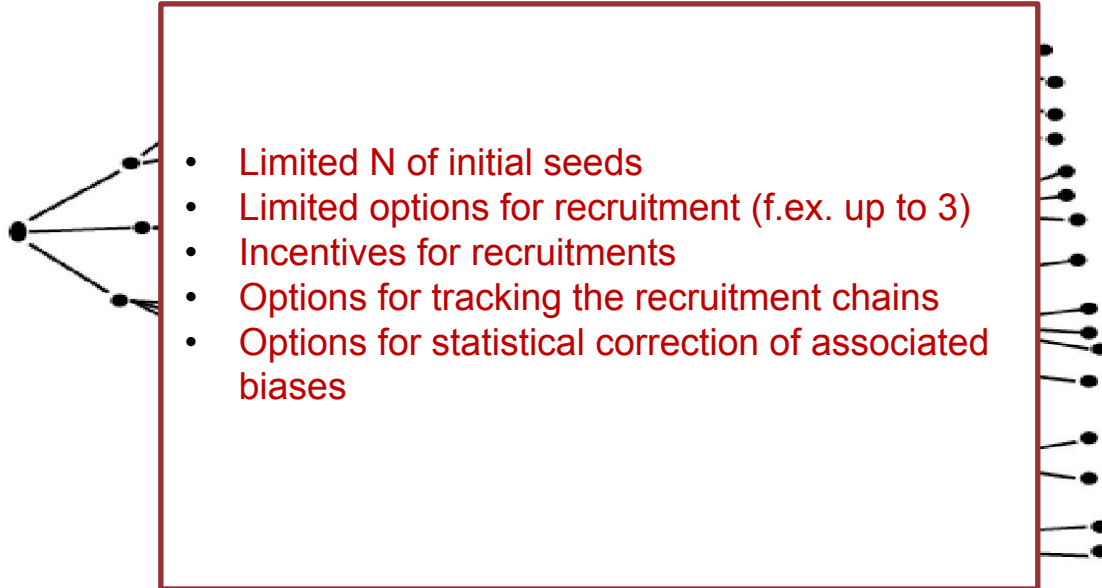 • Limited N of initial seeds
• Limited options for recruitment (f.ex. up to 3)
• Incentives for recruitments
• Options for tracking the recruitment chains
• Options for statistical correction of associated
biases